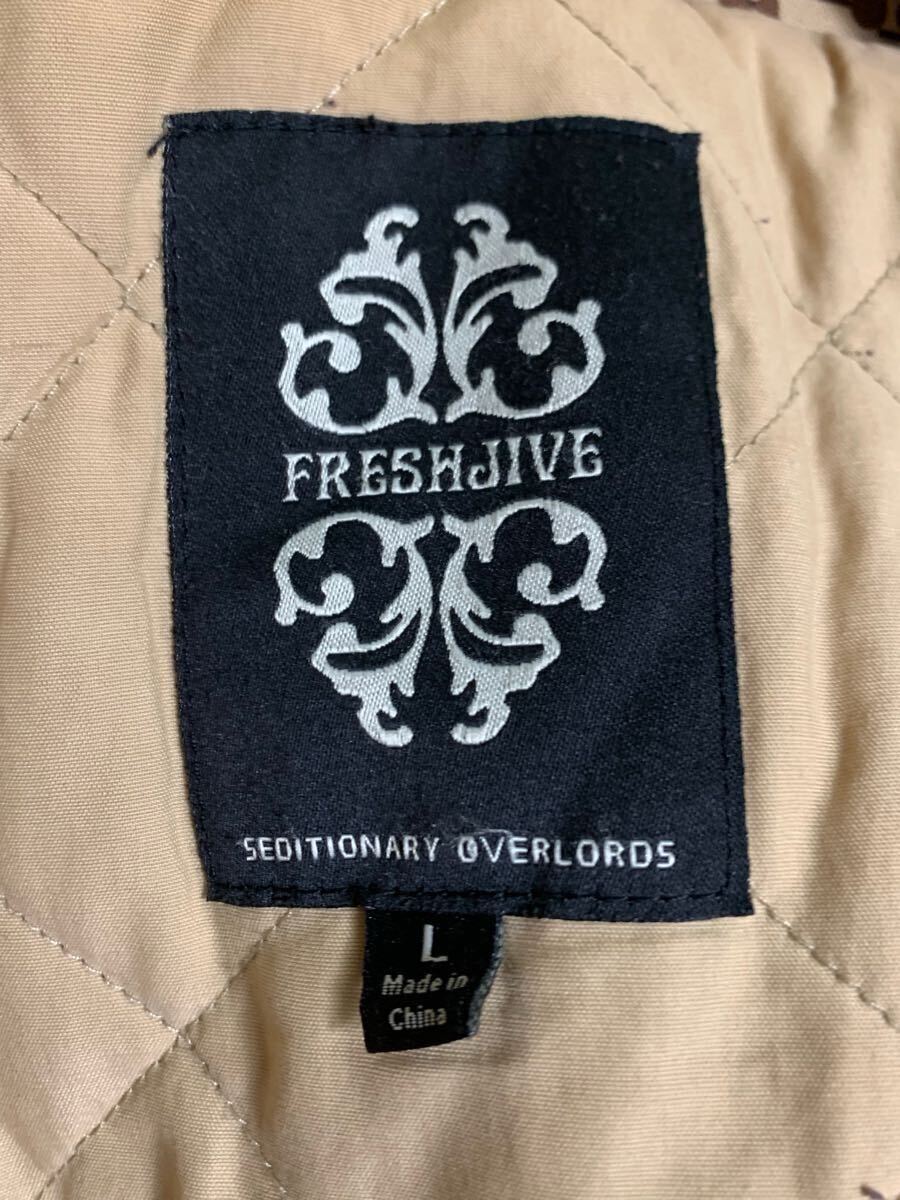 FRESHJIVE
SEDITIONARY OVERLORDS
L
Made in
China